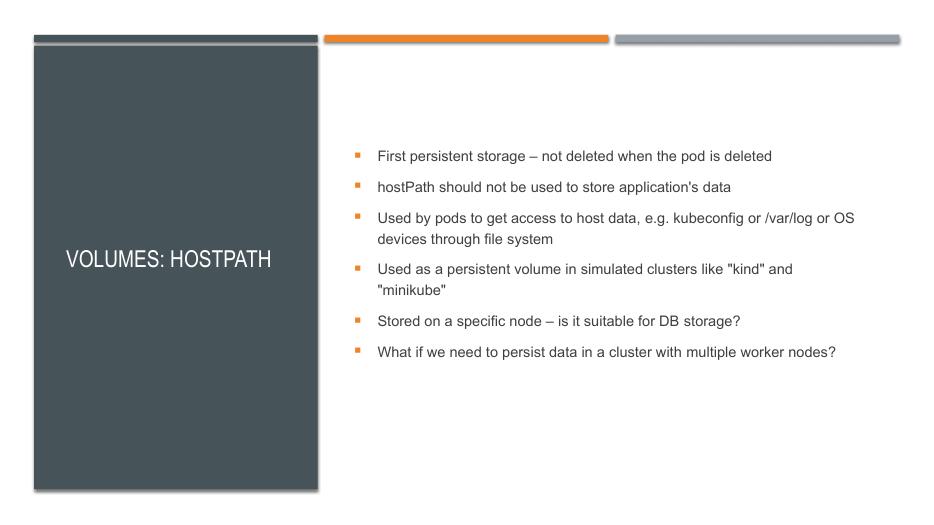 VOLUMES: HOSTPATH
First persistent storage – not deleted when the pod is deleted
hostPath should not be used to store application's data
Used by pods to get access to host data, e.g. kubeconfig or /var/log or OS
devices through file system
Used as a persistent volume in simulated clusters like "kind" and
"minikube"
Stored on a specific node – is it suitable for DB storage?
What if we need to persist data in a cluster with multiple worker nodes?